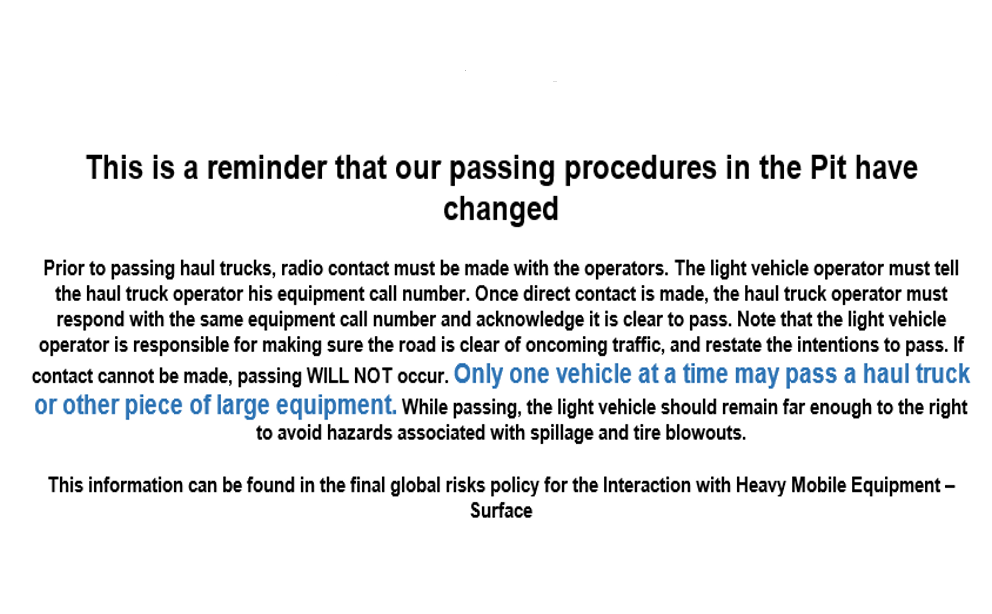 This is a reminder that our passing procedures in the Pit have
changed
Prior to passing haul trucks, radio contact must be made with the operators. The light vehicle operator must tell
the haul truck operator his equipment call number. Once direct contact is made, the haul truck operator must
respond with the same equipment call number and acknowledge it is clear to pass. Note that the light vehicle
operator is responsible for making sure the road is clear of oncoming traffic, and restate the intentions to pass. If
contact cannot be made, passing WILL NOT occur. Only one vehicle at a time may pass a haul truck
or other piece of large equipment. While passing, the light vehicle should remain far enough to the right
to avoid hazards associated with spillage and tire blowouts.
This information can be found in the final global risks policy for the Interaction with Heavy Mobile Equipment –
Surface